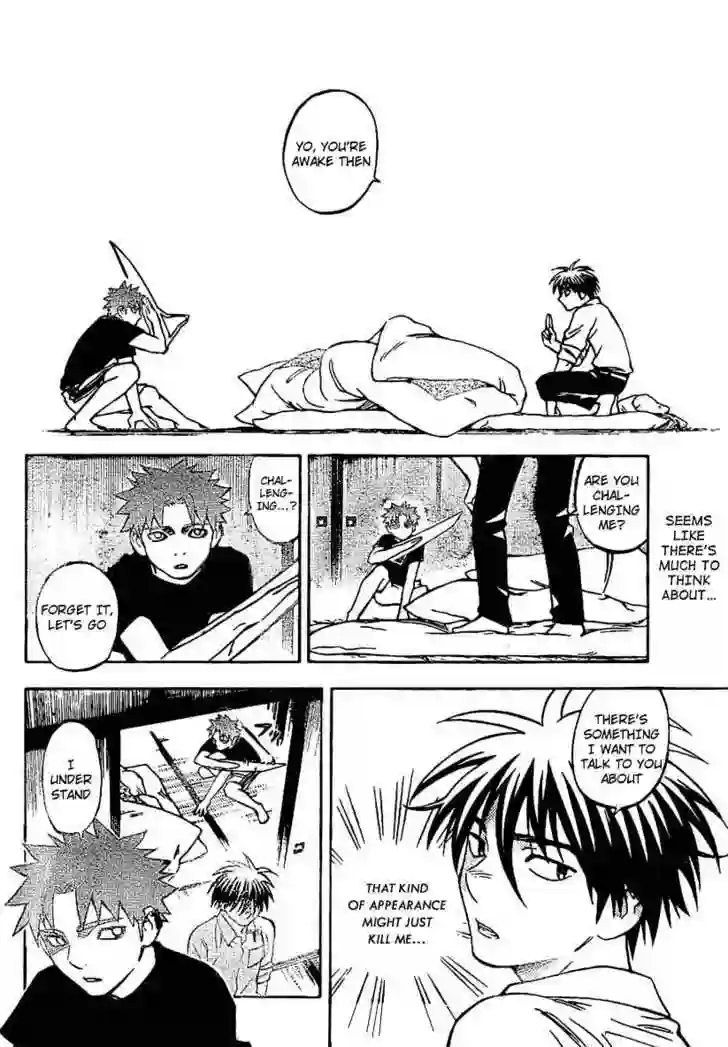 YO, YOU'RE
AWAKE THEN
SEEMS
LIKE
THERE'S
MUCH TO
THINK
ABOUT...
ARE YOU
CHAL-
LENGING
ME?
CHAL-
LENG-
ING...?
FORGET IT,
LET'S GO
THERE'S
SOMETHING
I WANT TO
TALK TO YOU
ABOUT
THAT KIND
OF APPEARANCE
MIGHT JUST
KILL ME...
I
UNDER
STAND